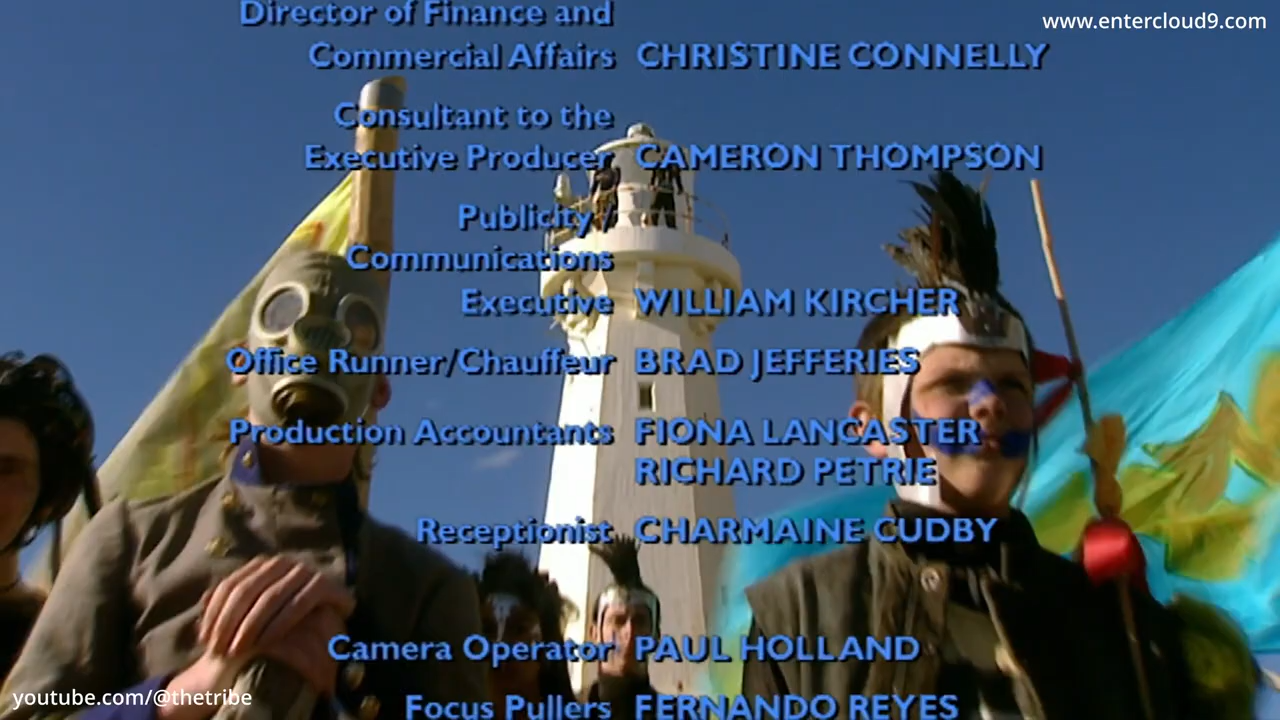 www.entercloud9.com
Director of Finance and
Commercial Affairs CHRISTINE CONNELLY
Consultant to the
Executive Producer CAMERON THOMPSON
Publicity /
Communications
Executive WILLIAM KIRCHER
Office Runner/Chauffeur BRAD JEFFERIES
Production Accountants FIONA LANCASTER
RICHARD PETRIE
Receptionist CHARMAINE CUDBY
Camera Operator PAUL HOLLAND
youtube.com/@thetribe
Focus Pullers FERNANDO REYES